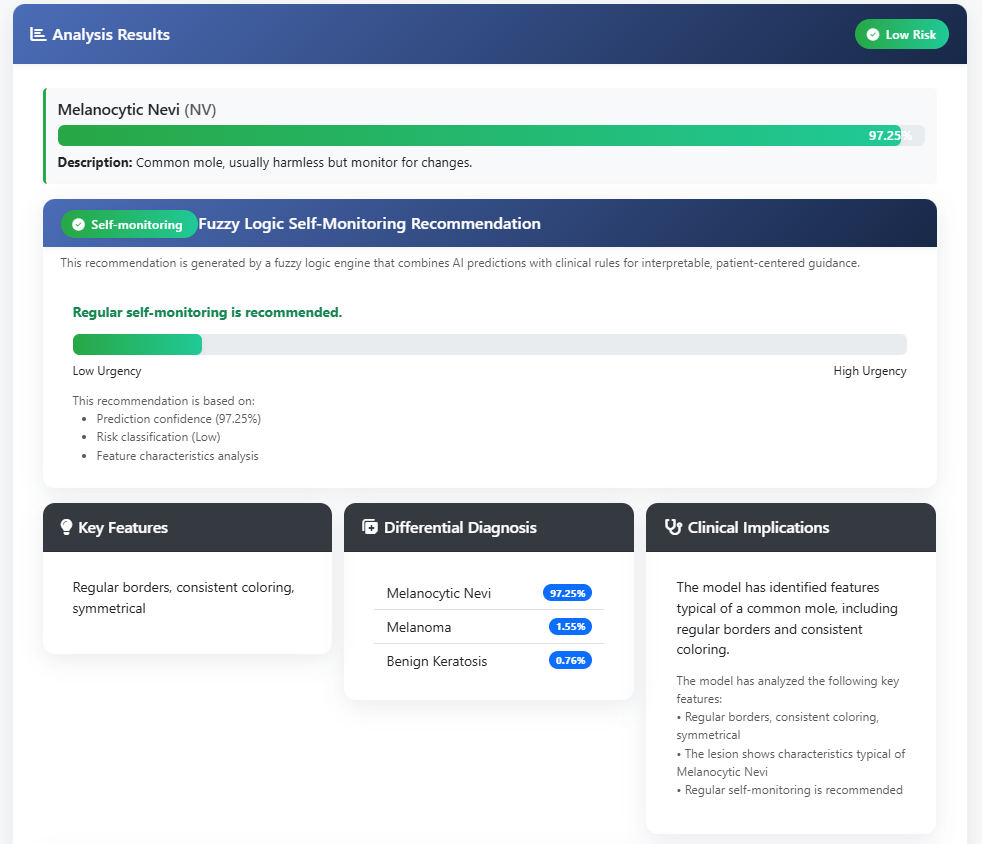 Analysis Results
Low Risk
Melanocytic Nevi (NV)
97.25%
Description: Common mole, usually harmless but monitor for changes.
Self-monitoring
Fuzzy Logic Self-Monitoring Recommendation
This recommendation is generated by a fuzzy logic engine that combines AI predictions with clinical rules for interpretable, patient-centered guidance.
Regular self-monitoring is recommended.
Low Urgency
High Urgency
This recommendation is based on:
• Prediction confidence (97.25%)
• Risk classification (Low)
• Feature characteristics analysis
Key Features
Regular borders, consistent coloring,
symmetrical
Differential Diagnosis
Melanocytic Nevi 97.25%
Melanoma 1.55%
Benign Keratosis 0.76%
Clinical Implications
The model has identified features
typical of a common mole, including
regular borders and consistent
coloring.
The model has analyzed the following key
features:
• Regular borders, consistent coloring,
symmetrical
• The lesion shows characteristics typical of
Melanocytic Nevi
• Regular self-monitoring is recommended